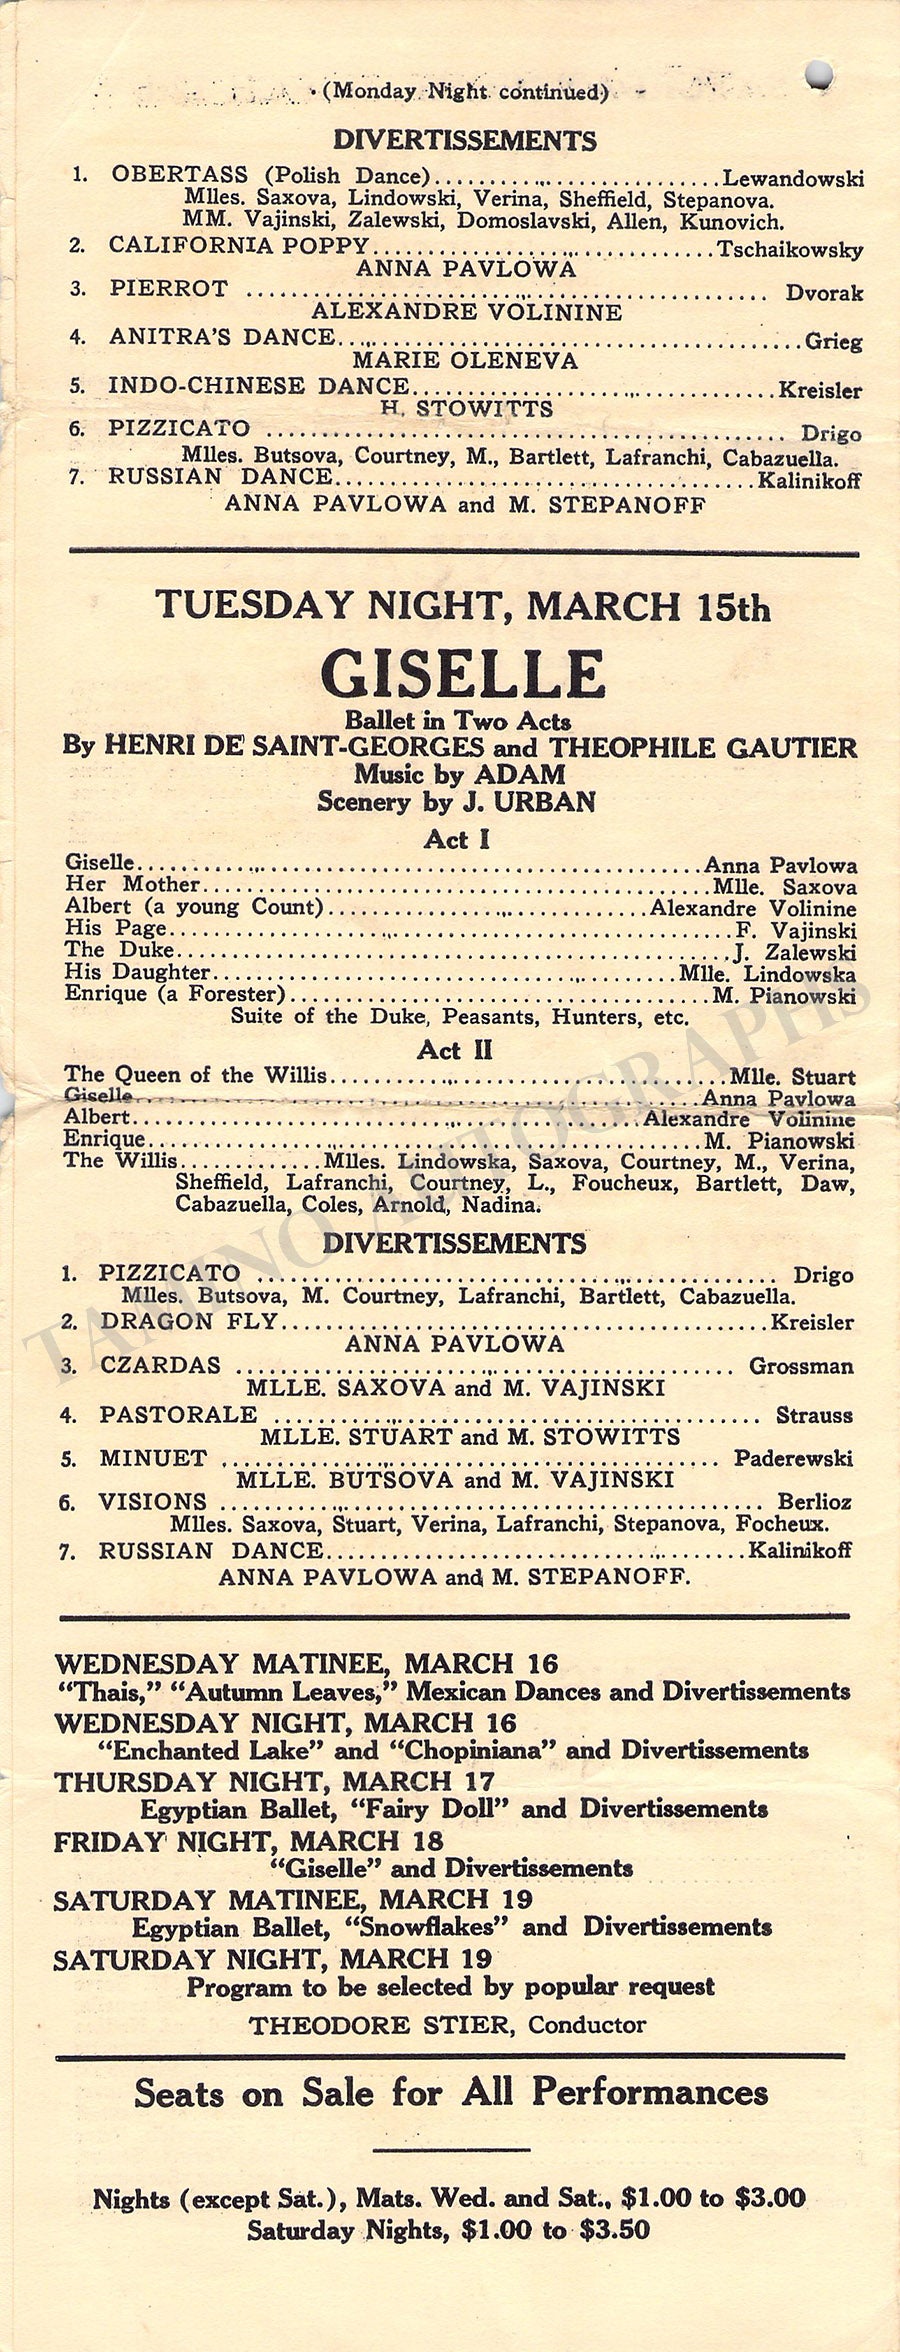 (Monday Night continued)
DIVERTISSEMENTS
1. OBERTASS (Polish Dance)................................Lewandowski
Mlles. Saxova, Lindowski, Verina, Sheffield, Stepanova.
MM. Vajinski, Zalewski, Domoslavski, Allen, Kunovich.
2. CALIFORNIA POPPY......................................Tschaikowsky
ANNA PAVLOWA
3. PIERROT .......................................................... Dvorak
ALEXANDRE VOLININE
4. ANITRA'S DANCE....................................................Grieg
MARIE OLENEVA
5. INDO-CHINESE DANCE.........................................Kreisler
H. STOWITTS
6. PIZZICATO ......................................................... Drigo
Mlles. Butsova, Courtney, M., Bartlett, Lafranchi, Cabazuella.
7. RUSSIAN DANCE...............................................Kalinikoff
ANNA PAVLOWA and M. STEPANOFF
TUESDAY NIGHT, MARCH 15th
GISELLE
Ballet in Two Acts
By HENRI DE SAINT-GEORGES and THEOPHILE GAUTIER
Music by ADAM
Scenery by J. URBAN
Act I
Giselle..............................................................Anna Pavlowa
Her Mother........................................................Mlle. Saxova
Albert (a young Count)...................................Alexandre Volinine
His Page...............................................................F. Vajinski
The Duke..............................................................J. Zalewski
His Daughter...................................................Mlle. Lindowska
Enrique (a Forester)..............................................M. Pianowski
Suite of the Duke, Peasants, Hunters, etc.
Act II
The Queen of the Willis...........................................Mlle. Stuart
Giselle..............................................................Anna Pavlowa
Albert.........................................................Alexandre Volinine
Enrique..............................................................M. Pianowski
The Willis.............Mlles. Lindowska, Saxova, Courtney, M., Verina,
Sheffield, Lafranchi, Courtney, L., Foucheux, Bartlett, Daw,
Cabazuella, Coles, Arnold, Nadina.
DIVERTISSEMENTS
1. PIZZICATO ......................................................... Drigo
Mlles. Butsova, M. Courtney, Lafranchi, Bartlett, Cabazuella.
2. DRAGON FLY......................................................Kreisler
ANNA PAVLOWA
3. CZARDAS ....................................................... Grossman
MLLE. SAXOVA and M. VAJINSKI
4. PASTORALE ...................................................... Strauss
MLLE. STUART and M. STOWITTS
5. MINUET ....................................................... Paderewski
MLLE. BUTSOVA and M. VAJINSKI
6. VISIONS ............................................................ Berlioz
Mlles. Saxova, Stuart, Verina, Lafranchi, Stepanova, Focheux.
7. RUSSIAN DANCE...............................................Kalinikoff
ANNA PAVLOWA and M. STEPANOFF.
WEDNESDAY MATINEE, MARCH 16
"Thais," "Autumn Leaves," Mexican Dances and Divertissements
WEDNESDAY NIGHT, MARCH 16
"Enchanted Lake" and "Chopiniana" and Divertissements
THURSDAY NIGHT, MARCH 17
Egyptian Ballet, "Fairy Doll" and Divertissements
FRIDAY NIGHT, MARCH 18
"Giselle" and Divertissements
SATURDAY MATINEE, MARCH 19
Egyptian Ballet, "Snowflakes" and Divertissements
SATURDAY NIGHT, MARCH 19
Program to be selected by popular request
THEODORE STIER, Conductor
Seats on Sale for All Performances
Nights (except Sat.), Mats. Wed. and Sat., $1.00 to $3.00
Saturday Nights, $1.00 to $3.50
TAMINO AUTOGRAPHS